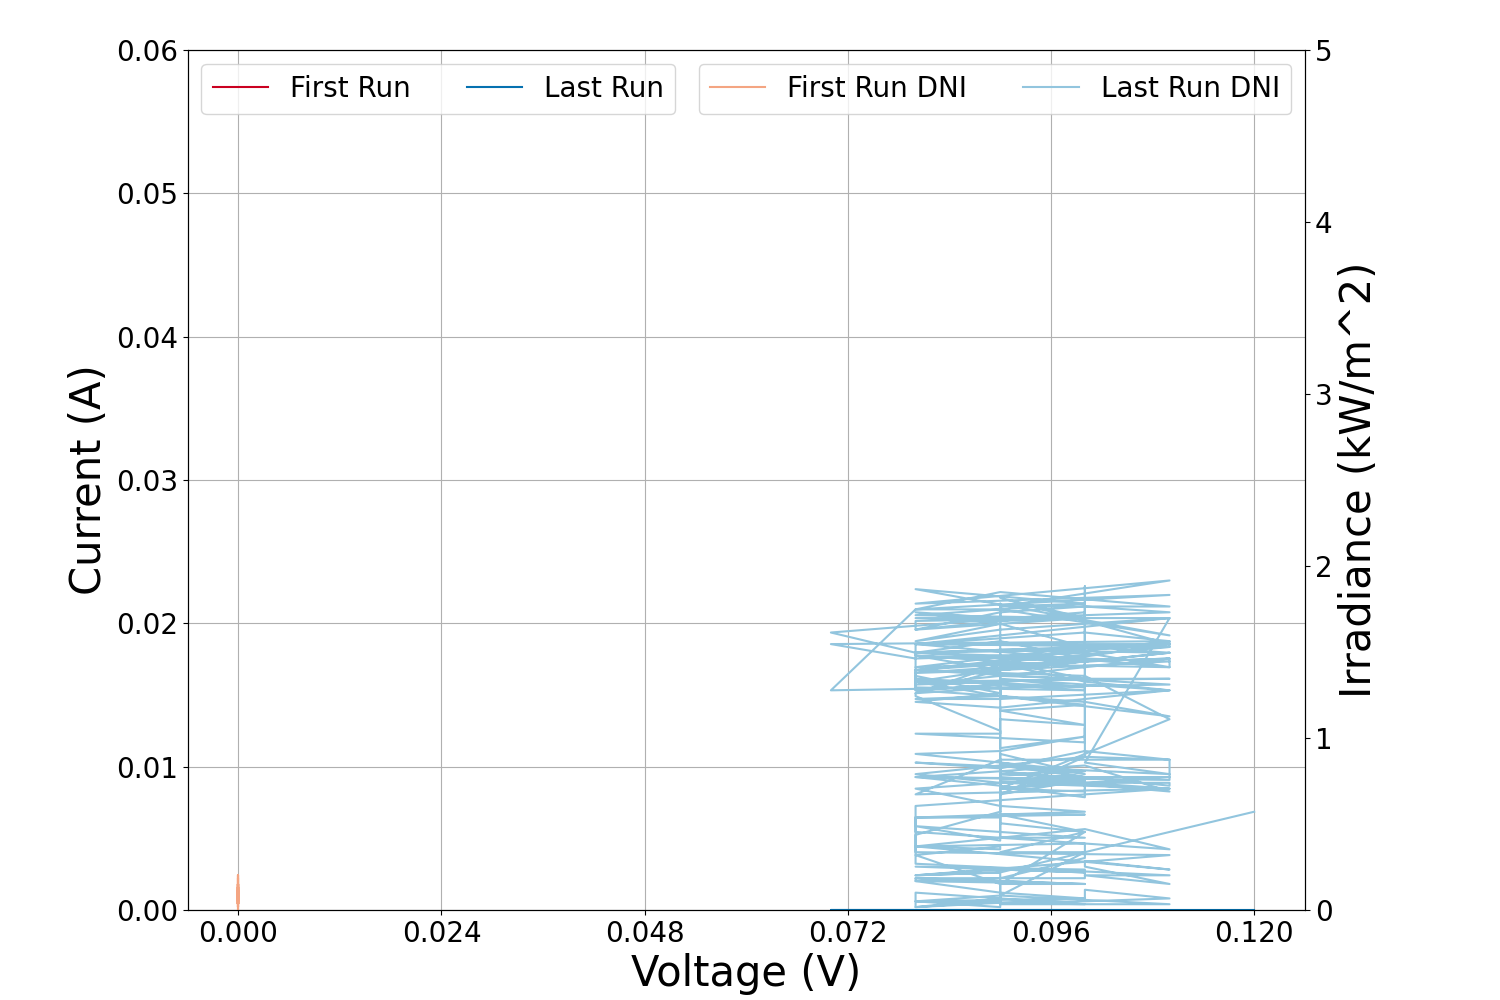 First Run
Last Run
First Run DNI
Last Run DNI
0.06
0.05
0.04
0.03
0.02
0.01
0.00
Current (A)
5
4
3
2
1
0
Irradiance (kW/m^2)
0.000 0.024 0.048 0.072 0.096 0.120
Voltage (V)